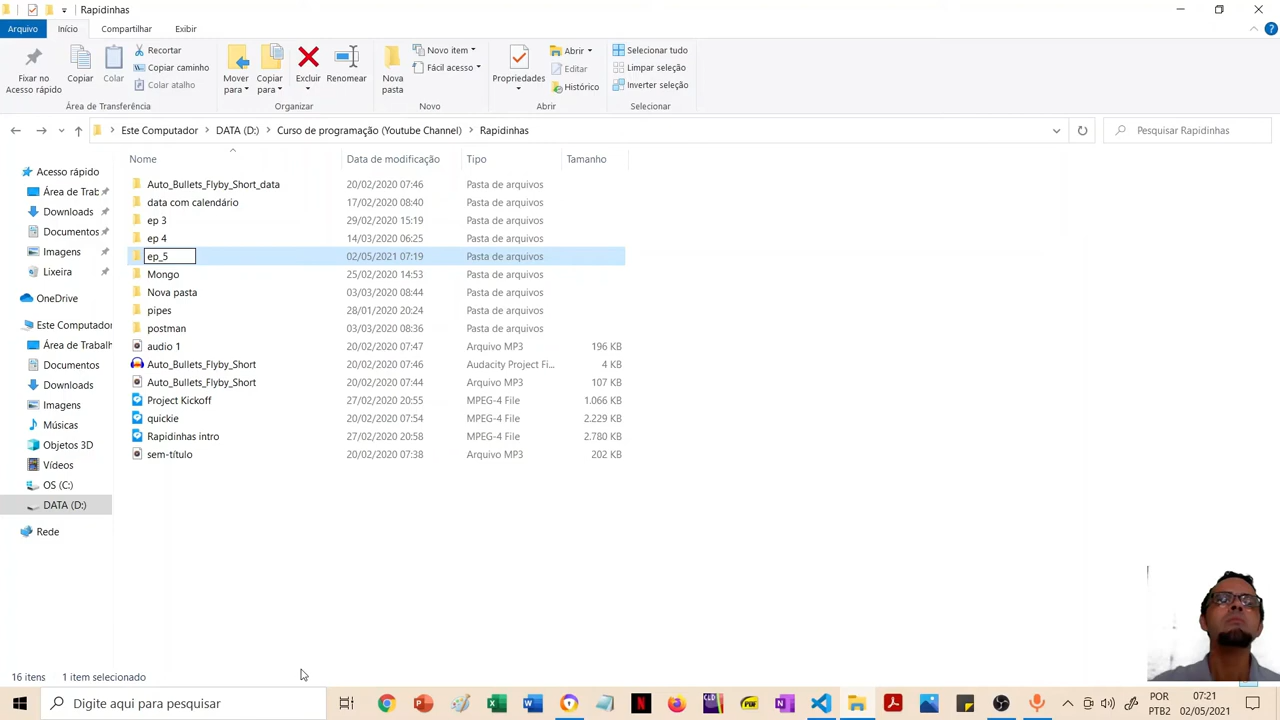 Rapidinhas
Arquivo Início Compartilhar Exibir
Fixar no Acesso rápido
Copiar
Colar
Recortar
Copiar caminho
Colar atalho
Área de Transferência
Mover para
Copiar para
Excluir
Renomear
Organizar
Nova pasta
Novo item
Fácil acesso
Novo
Propriedades
Abrir
Editar
Histórico
Abrir
Selecionar tudo
Limpar seleção
Inverter seleção
Selecionar
Este Computador > DATA (D:) > Curso de programação (Youtube Channel) > Rapidinhas
Pesquisar Rapidinhas
Acesso rápido
Área de Trab
Downloads
Documentos
Imagens
Lixeira
OneDrive
Este Computador
Área de Trabalh
Documentos
Downloads
Imagens
Músicas
Objetos 3D
Vídeos
OS (C:)
DATA (D:)
Rede
Nome Data de modificação Tipo Tamanho
Auto_Bullets_Flyby_Short_data 20/02/2020 07:46 Pasta de arquivos
data com calendário 17/02/2020 08:40 Pasta de arquivos
ep 3 29/02/2020 15:19 Pasta de arquivos
ep 4 14/03/2020 06:25 Pasta de arquivos
ep_5 02/05/2021 07:19 Pasta de arquivos
Mongo 25/02/2020 14:53 Pasta de arquivos
Nova pasta 03/03/2020 08:44 Pasta de arquivos
pipes 28/01/2020 20:24 Pasta de arquivos
postman 03/03/2020 08:36 Pasta de arquivos
audio 1 20/02/2020 07:47 Arquivo MP3 196 KB
Auto_Bullets_Flyby_Short 20/02/2020 07:46 Audacity Project Fi... 4 KB
Auto_Bullets_Flyby_Short 20/02/2020 07:44 Arquivo MP3 107 KB
Project Kickoff 27/02/2020 20:55 MPEG-4 File 1.066 KB
quickie 20/02/2020 07:54 MPEG-4 File 2.229 KB
Rapidinhas intro 27/02/2020 20:58 MPEG-4 File 2.780 KB
sem-título 20/02/2020 07:38 Arquivo MP3 202 KB
16 itens 1 item selecionado
Digite aqui para pesquisar
POR
PTB2
07:21
02/05/2021